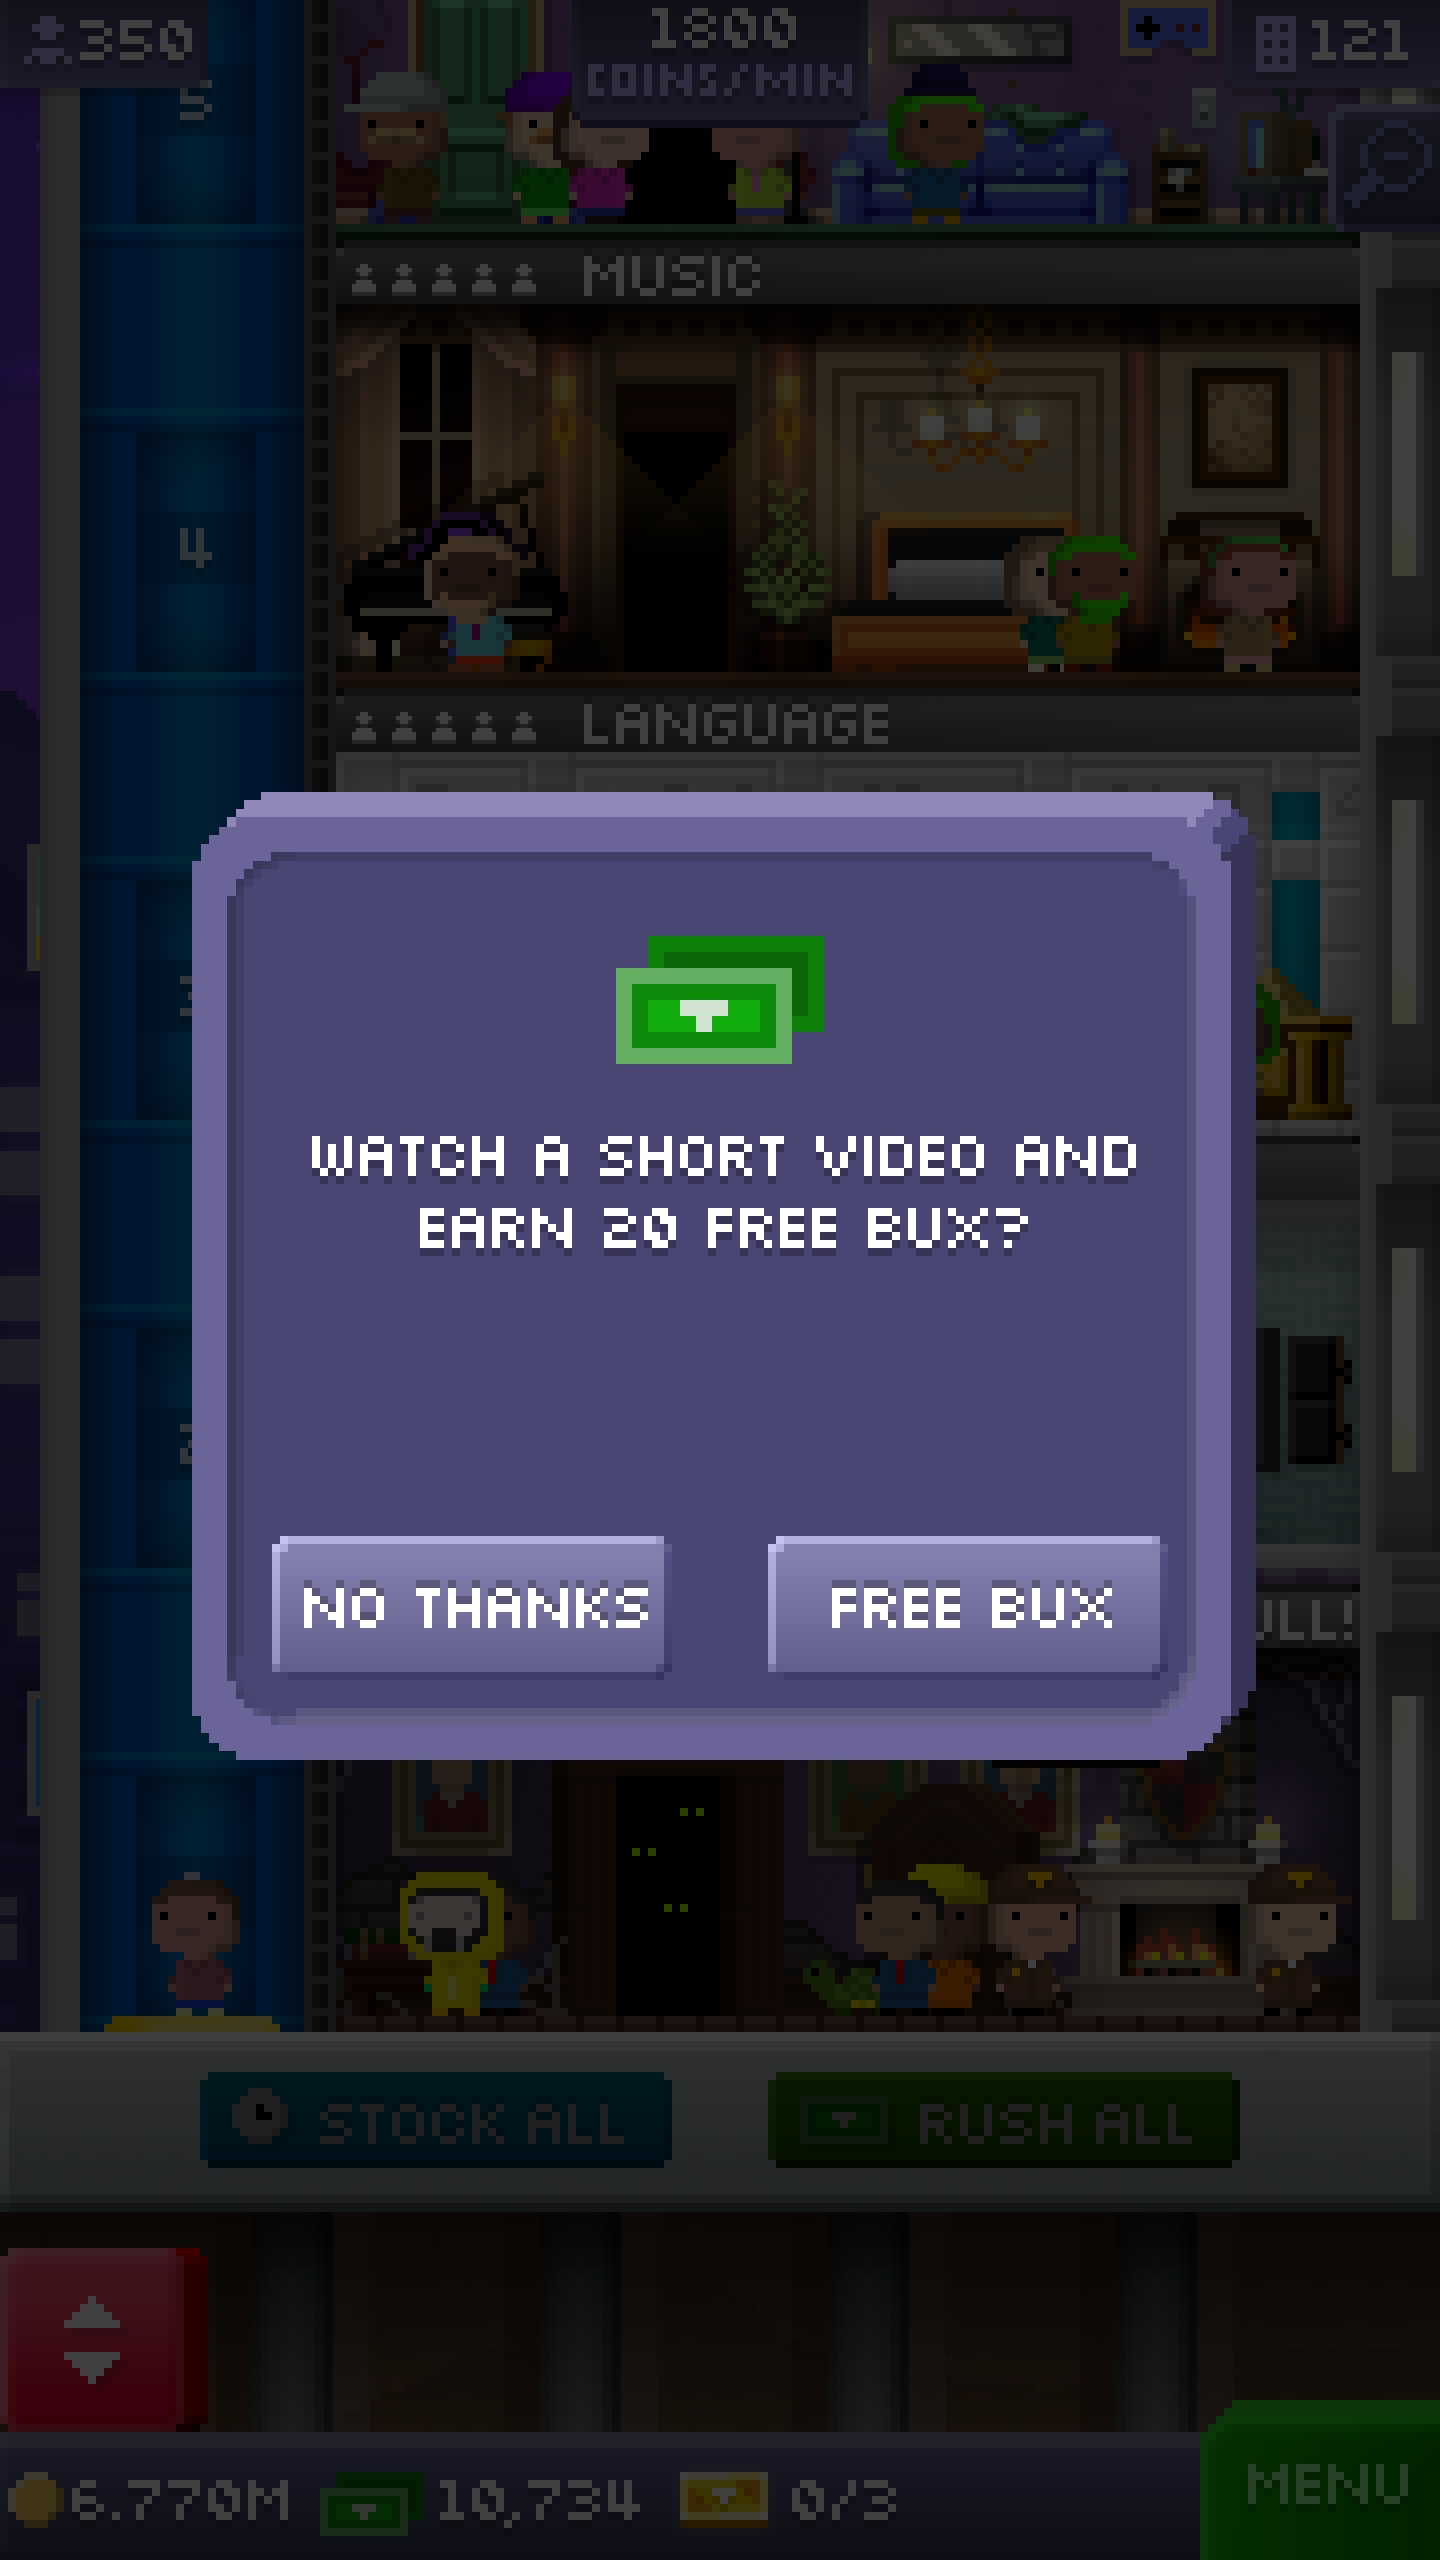 350
1800
COINS/MIN
121
5
MUSIC
4
LANGUAGE
WATCH A SHORT VIDEO AND
EARN 20 FREE BUX?
NO THANKS
FREE BUX
STOCK ALL
RUSH ALL
6.770M
10,734
0/3
MENU